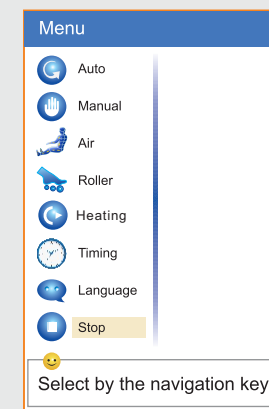 Menu
Auto
Manual
Air
Roller
Heating
Timing
Language
Stop
Select by the navigation key